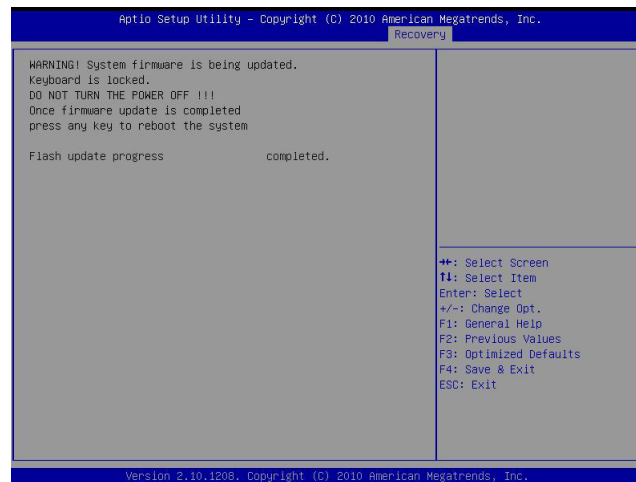 Aptio Setup Utility – Copyright (C) 2010 American Megatrends, Inc.
Recovery
WARNING! System firmware is being updated.
Keyboard is locked.
DO NOT TURN THE POWER OFF !!!
Once firmware update is completed
press any key to reboot the system
Flash update progress completed.
→←: Select Screen
↑↓: Select Item
Enter: Select
+/-: Change Opt.
F1: General Help
F2: Previous Values
F3: Optimized Defaults
F4: Save & Exit
ESC: Exit
Version 2.10.1208. Copyright (C) 2010 American Megatrends, Inc.